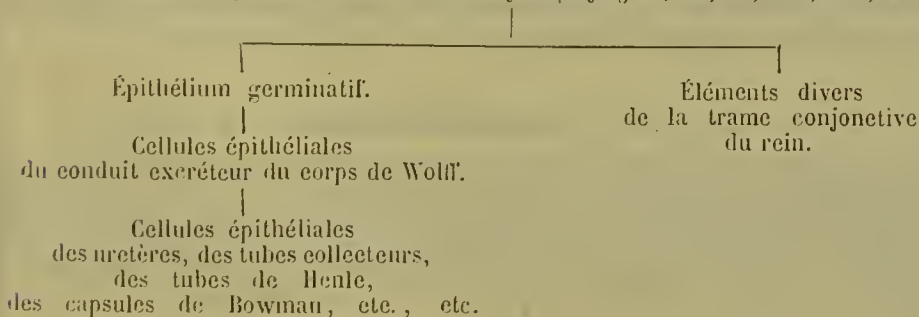 Épithélium germinatif.
Éléments divers
de la trame conjonctive
du rein.
Cellules épithéliales
du conduit excréteur du corps de Wolff.
Cellules épithéliales
des uretères, des tubes collecteurs,
des tubes de Henle,
des capsules de Bowman, etc., etc.